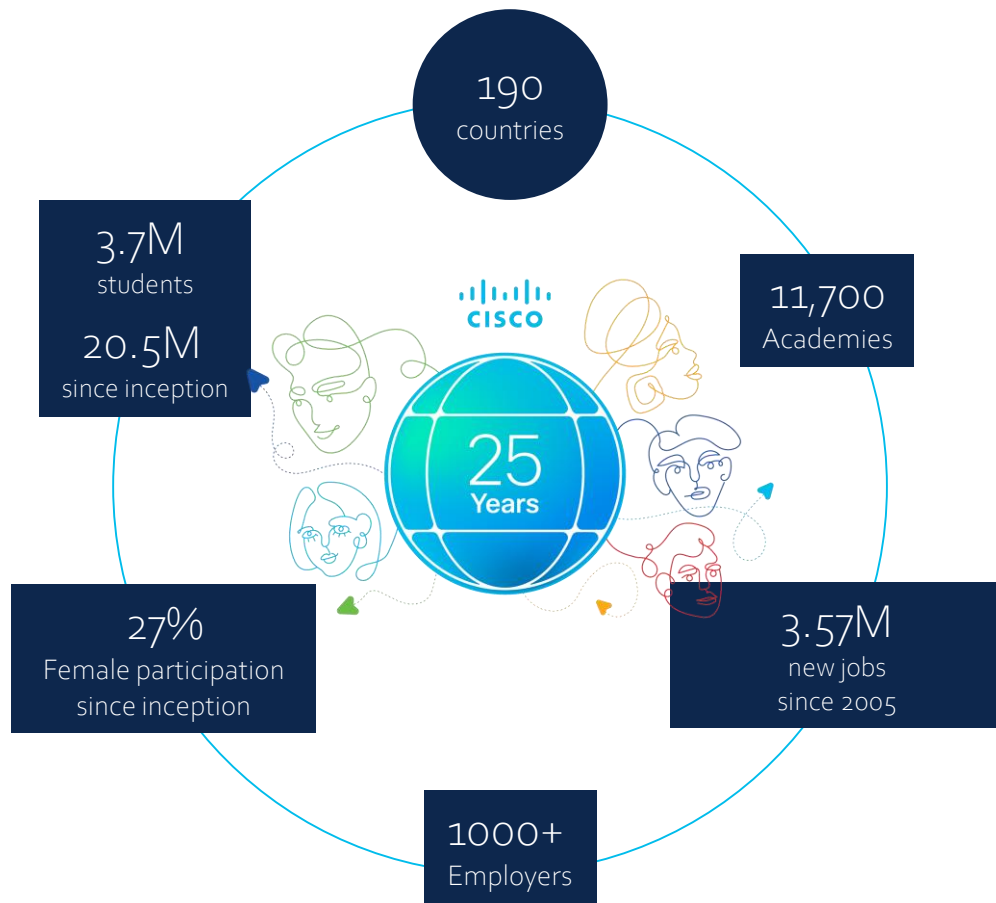 190
countries
3.7M
students
20.5M
since inception
11,700
Academies
CISCO
25
Years
27%
Female participation
since inception
3.57M
new jobs
since 2005
1000+
Employers